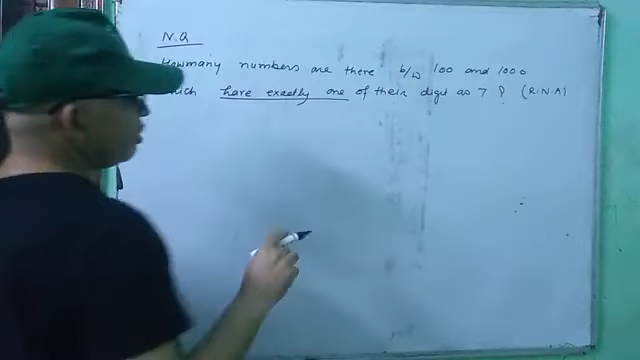 N.Q
Howmany numbers are there b/w 100 and 1000
which have exactly one of their digit as 7 ? (R.N.A)